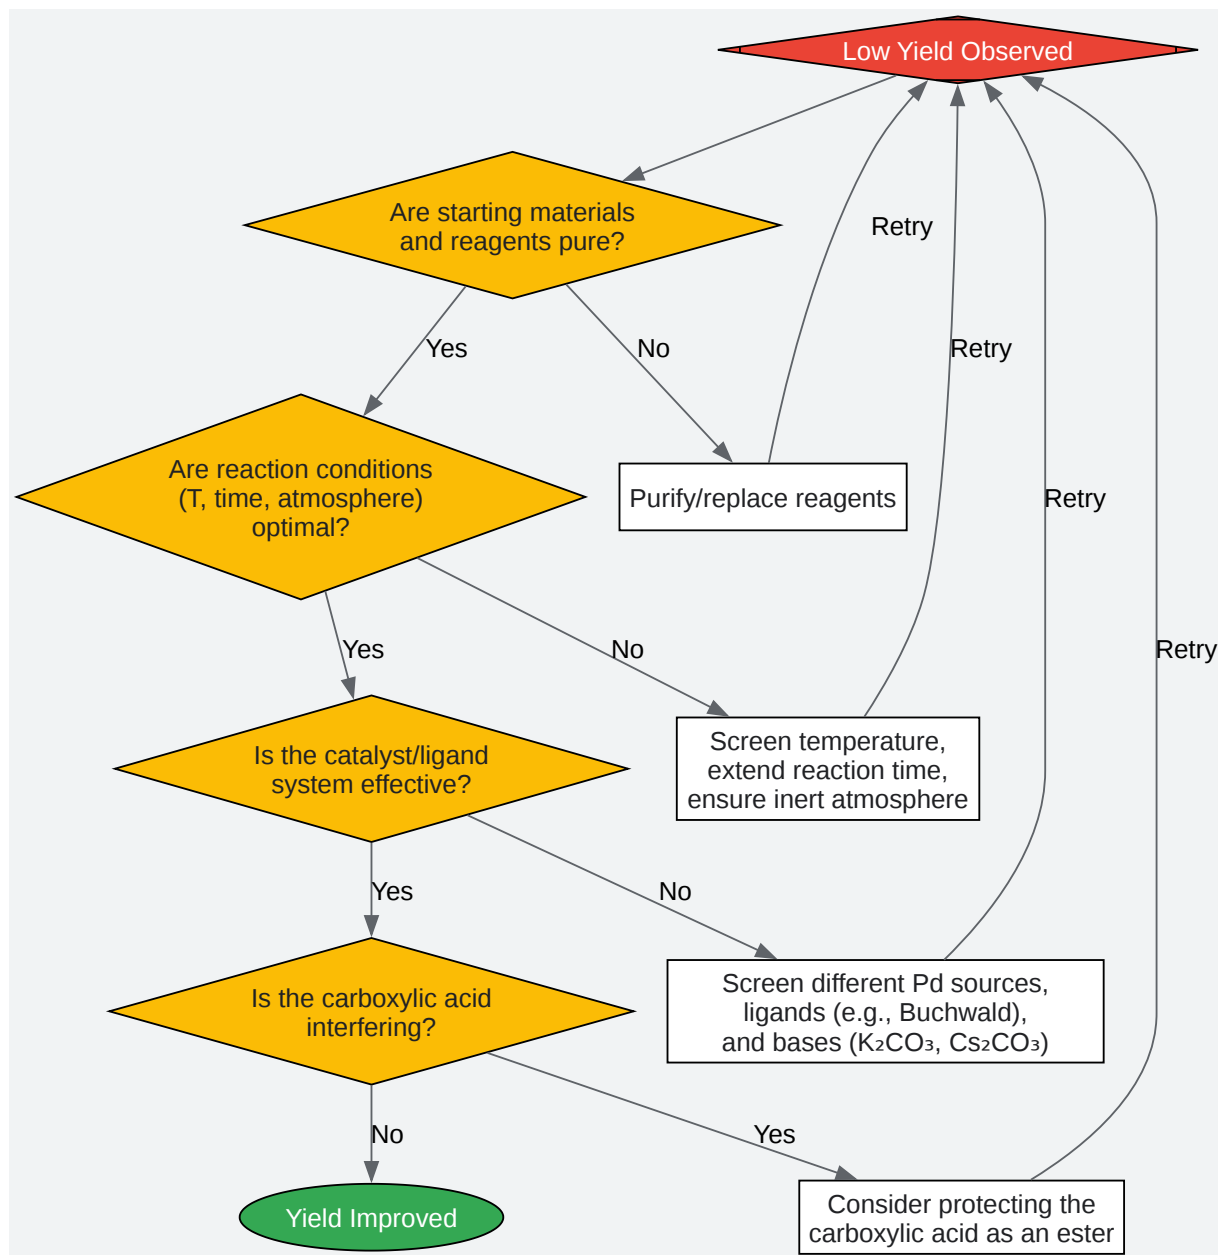 Low Yield Observed
Are starting materials
and reagents pure?
Retry
Yes
No
Retry
Are reaction conditions
(T, time, atmosphere)
optimal?
Purify/replace reagents
Retry
Yes
No
Retry
Is the catalyst/ligand
system effective?
Screen temperature,
extend reaction time,
ensure inert atmosphere
Yes
No
Is the carboxylic acid
interfering?
Screen different Pd sources,
ligands (e.g., Buchwald),
and bases (K₂CO₃, Cs₂CO₃)
No
Yes
Yield Improved
Consider protecting the
carboxylic acid as an ester